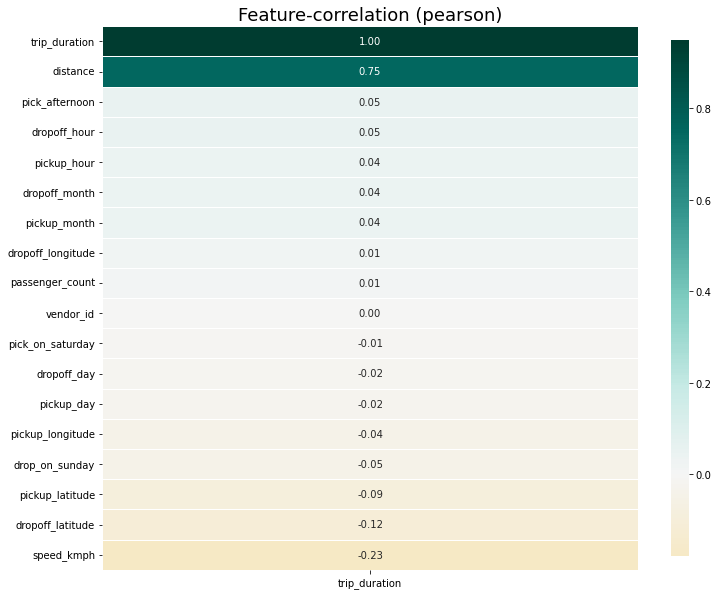 Feature-correlation (pearson)
trip_duration 1.00
distance 0.75
pick_afternoon 0.05
dropoff_hour 0.05
pickup_hour 0.04
dropoff_month 0.04
pickup_month 0.04
dropoff_longitude 0.01
passenger_count 0.01
vendor_id 0.00
pick_on_saturday -0.01
dropoff_day -0.02
pickup_day -0.02
pickup_longitude -0.04
drop_on_sunday -0.05
pickup_latitude -0.09
dropoff_latitude -0.12
speed_kmph -0.23
trip_duration
0.8
0.6
0.4
0.2
0.0